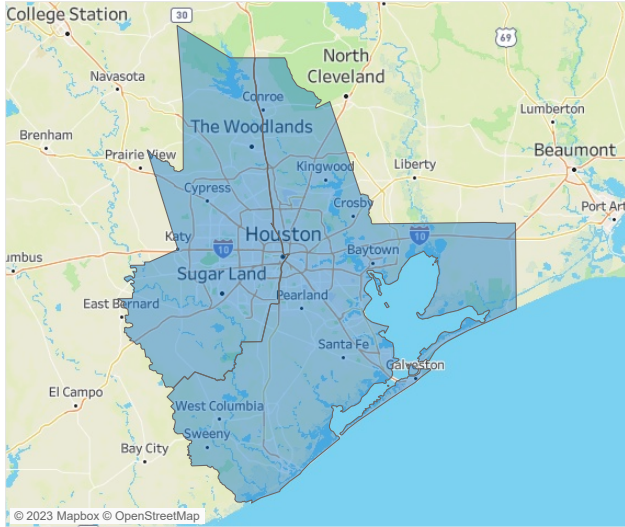 College Station
30
69
North
Cleveland
Navasota
Conroe
Lumberton
Brenham
The Woodlands
Beaumont
Prairie View
Kingwood
Liberty
Cypress
Port Art
Crosby
Katy
Houston
10
10
Baytown
umbus
Sugar Land
East Bernard
Pearland
Santa Fe
Galveston
El Campo
West Columbia
Sweeny
Bay City
© 2023 Mapbox © OpenStreetMap